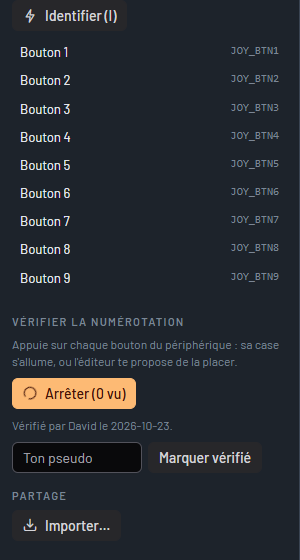 Identifier (I)
Bouton 1 JOY_BTN1
Bouton 2 JOY_BTN2
Bouton 3 JOY_BTN3
Bouton 4 JOY_BTN4
Bouton 5 JOY_BTN5
Bouton 6 JOY_BTN6
Bouton 7 JOY_BTN7
Bouton 8 JOY_BTN8
Bouton 9 JOY_BTN9
VÉRIFIER LA NUMÉROTATION
Appuie sur chaque bouton du périphérique : sa case
s'allume, ou l'éditeur te propose de la placer.
Arrêter (0 vu)
Vérifié par David le 2026-10-23.
Ton pseudo Marquer vérifié
PARTAGE
Importer...